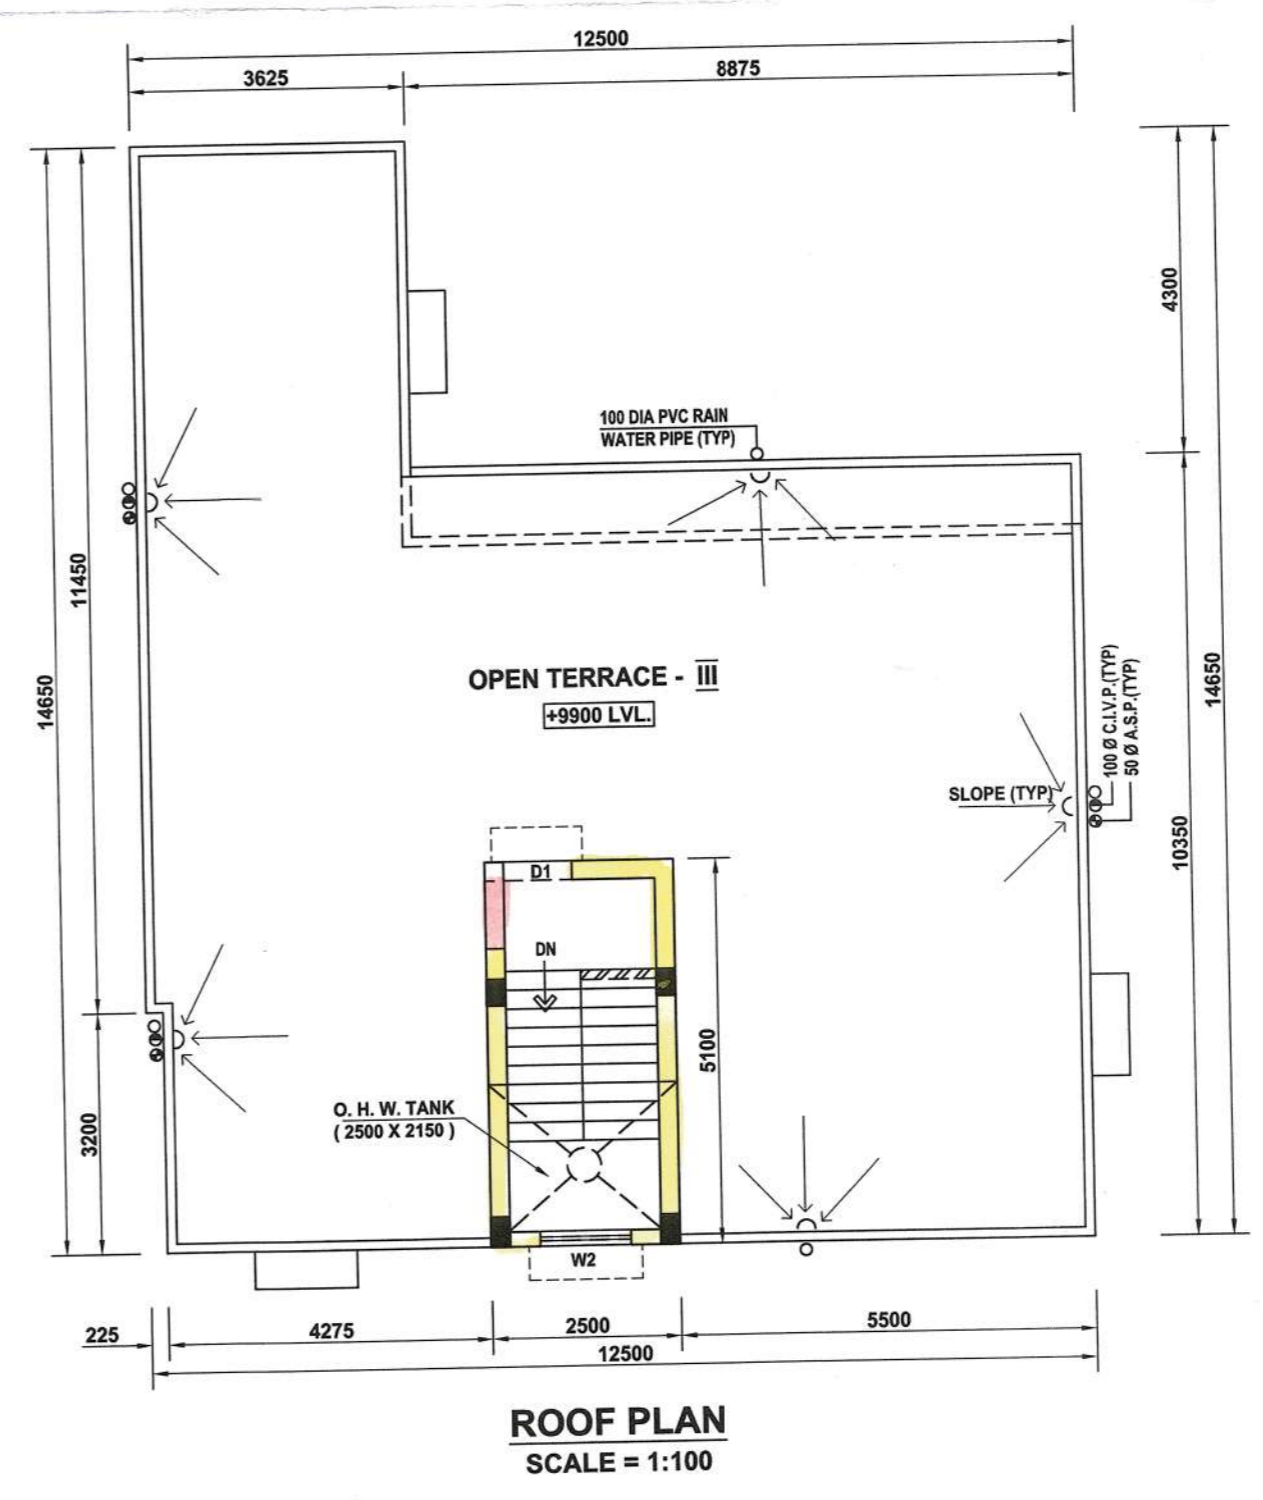 12500
3625
8875
4300
100 DIA PVC RAIN
WATER PIPE (TYP)
11450
14650
OPEN TERRACE - III
+9900 LVL.
100 Ø C.I.V.P.(TYP)
50 Ø A.S.P.(TYP)
14650
SLOPE (TYP)
10350
D1
DN
5100
O. H. W. TANK
( 2500 X 2150 )
3200
W2
225
4275
2500
5500
12500
ROOF PLAN
SCALE = 1:100